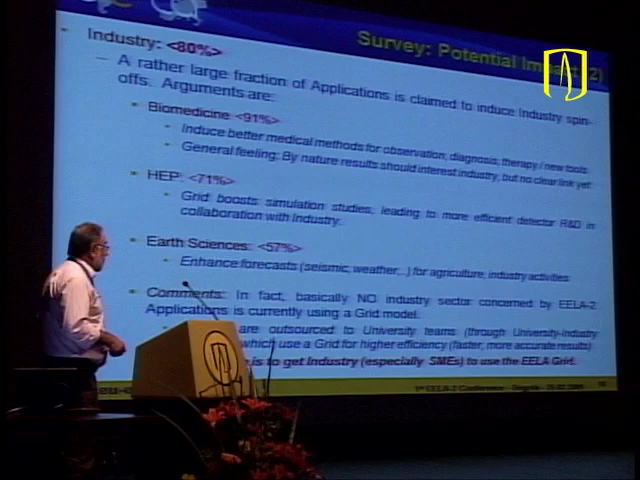 Survey: Potential Impact (2)
Industry: <80%>
– A rather large fraction of Applications is claimed to induce Industry spin-
offs. Arguments are:
Biomedicine <91%>
Induce better medical methods for observation, diagnosis, therapy / new tools
General feeling: By nature results should interest industry, but no clear link yet
HEP: <71%>
Grid boosts simulation studies, leading to more efficient detector R&D in
collaboration with Industry.
Earth Sciences: <57%>
Enhance forecasts (seismic, weather,..) for agriculture, industry activities
Comments: In fact, basically NO industry sector concerned by EELA-2
Applications is currently using a Grid model.
are outsourced to University teams (through University-Industry
which use a Grid for higher efficiency (faster, more accurate results)
is to get Industry (especially SMEs) to use the EELA Grid.
1st EELA-2 Conference - Bogota